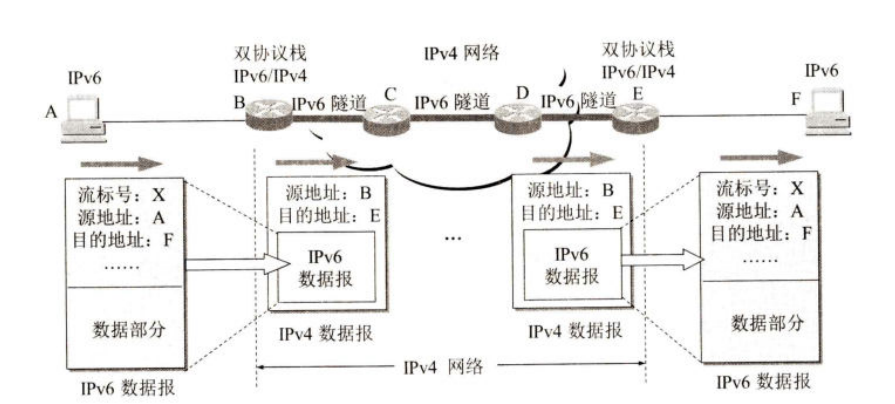 双协议栈
IPv6/IPv4
IPv4 网络
双协议栈
IPv6/IPv4
IPv6
IPv6
A
B
IPv6 隧道
C
IPv6 隧道
D
IPv6 隧道
E
F
流标号：X
源地址：A
目的地址：F
……
数据部分
IPv6 数据报
源地址：B
目的地址：E
IPv6
数据报
IPv4 数据报
…
源地址：B
目的地址：E
IPv6
数据报
IPv4 数据报
流标号：X
源地址：A
目的地址：F
……
数据部分
IPv6 数据报
IPv4 网络